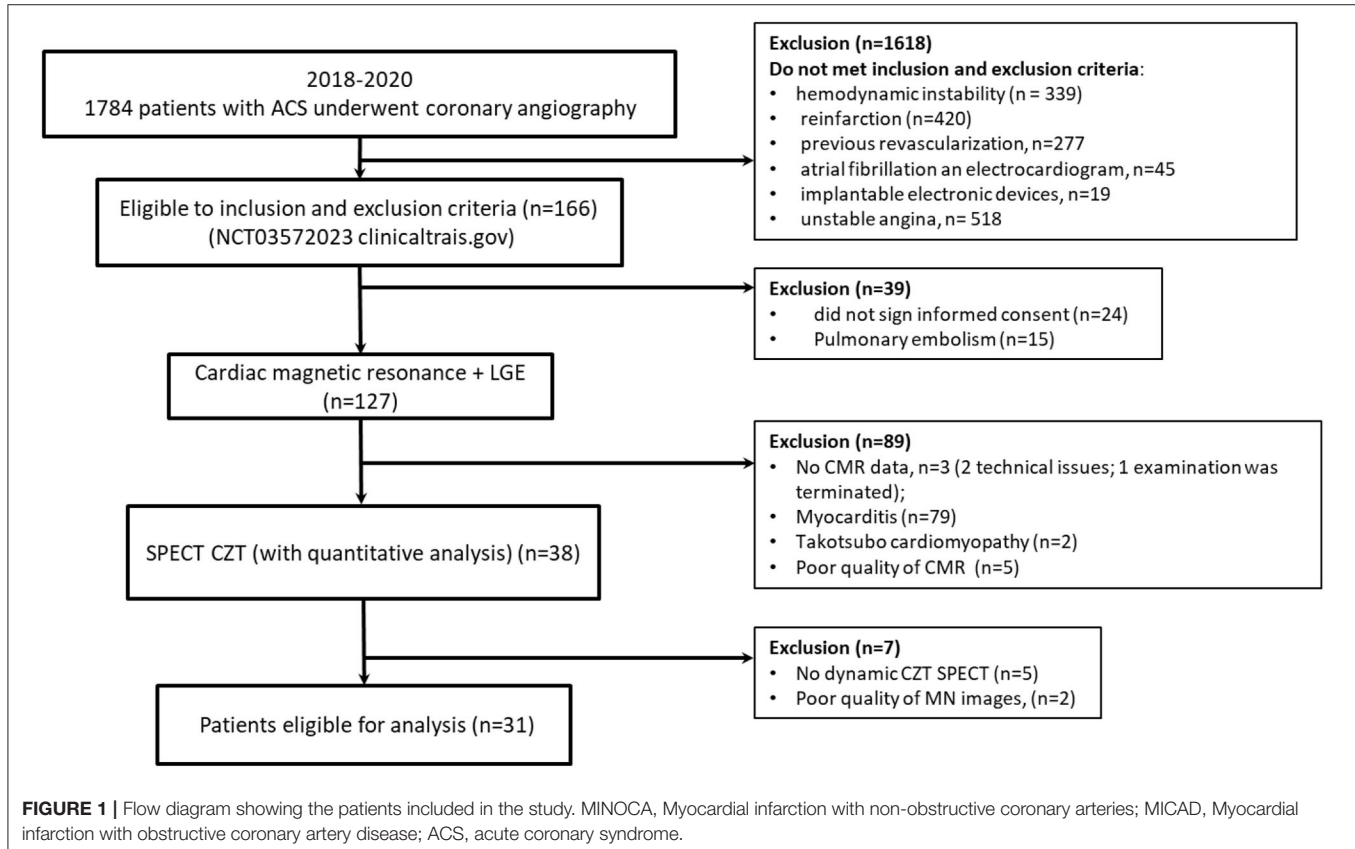 2018-2020
1784 patients with ACS underwent coronary angiography
Exclusion (n=1618)
Do not met inclusion and exclusion criteria:
• hemodynamic instability (n = 339)
• reinfarction (n=420)
• previous revascularization, n=277
• atrial fibrillation an electrocardiogram, n=45
• implantable electronic devices, n=19
• unstable angina, n= 518
Eligible to inclusion and exclusion criteria (n=166)
(NCT03572023 clinicaltrais.gov)
Exclusion (n=39)
• did not sign informed consent (n=24)
• Pulmonary embolism (n=15)
Cardiac magnetic resonance + LGE
(n=127)
Exclusion (n=89)
• No CMR data, n=3 (2 technical issues; 1 examination was
terminated);
• Myocarditis (n=79)
• Takotsubo cardiomyopathy (n=2)
• Poor quality of CMR (n=5)
SPECT CZT (with quantitative analysis) (n=38)
Exclusion (n=7)
• No dynamic CZT SPECT (n=5)
• Poor quality of MN images, (n=2)
Patients eligible for analysis (n=31)
FIGURE 1 | Flow diagram showing the patients included in the study. MINOCA, Myocardial infarction with non-obstructive coronary arteries; MICAD, Myocardial
infarction with obstructive coronary artery disease; ACS, acute coronary syndrome.